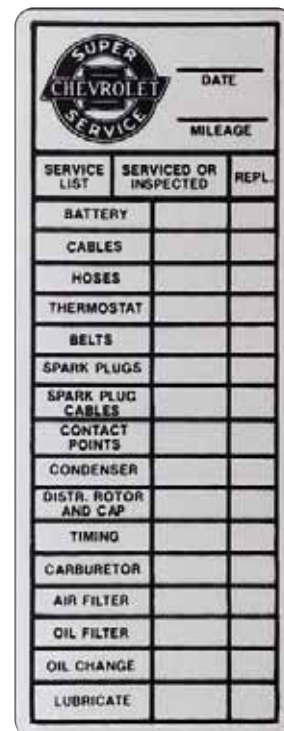 SUPER
CHEVROLET
SERVICE
DATE
MILEAGE
SERVICE LIST
SERVICED OR INSPECTED
REPL.
BATTERY
CABLES
HOSES
THERMOSTAT
BELTS
SPARK PLUGS
SPARK PLUG
CABLES
CONTACT
POINTS
CONDENSER
DISTR. ROTOR
AND CAP
TIMING
CARBURETOR
AIR FILTER
OIL FILTER
OIL CHANGE
LUBRICATE